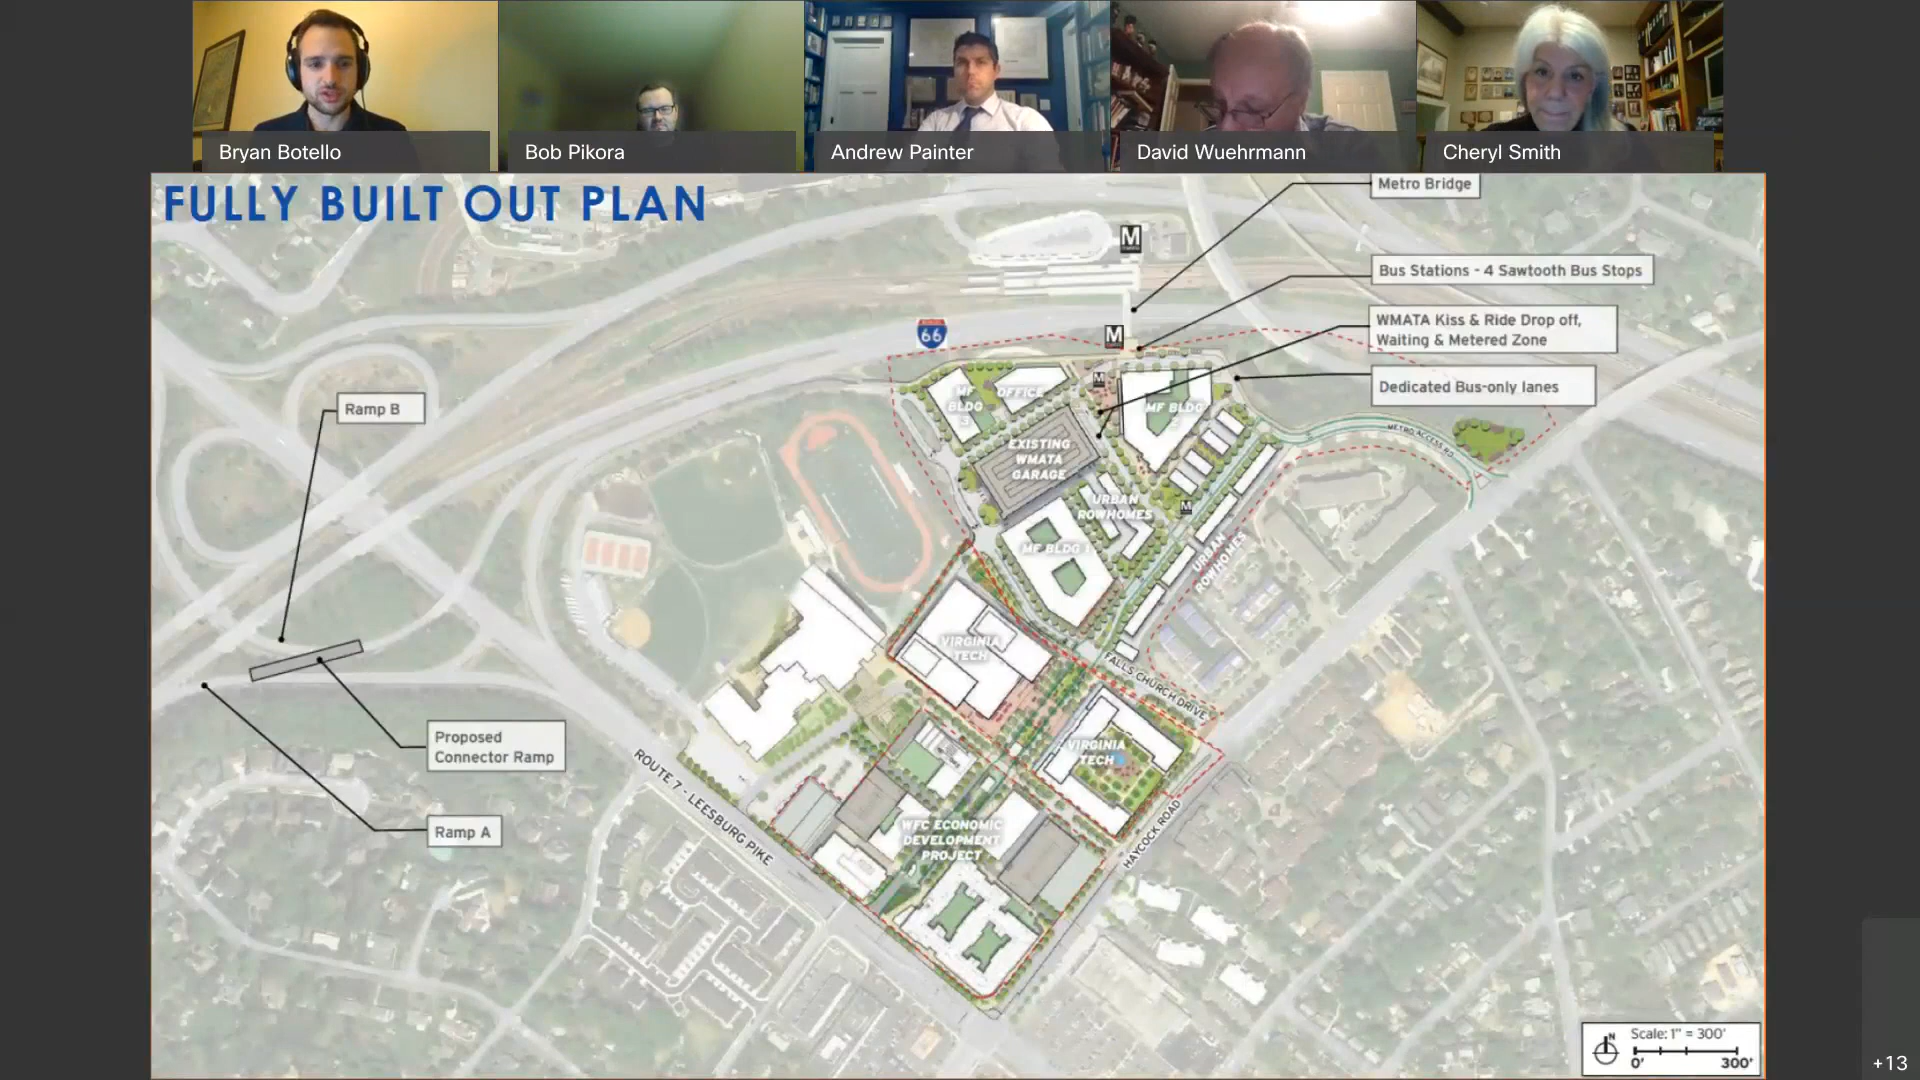 Bryan Botello
Bob Pikora
Andrew Painter
David Wuehrmann
Cheryl Smith
FULLY BUILT OUT PLAN
Metro Bridge
M
Bus Stations - 4 Sawtooth Bus Stops
WMATA Kiss & Ride Drop off,
Waiting & Metered Zone
M
66
Dedicated Bus-only lanes
M
MF
BLDG
OFFICE
MF BLDG
Ramp B
METRO ACCESS RD.
EXISTING
WMATA
GARAGE
URBAN
ROWHOMES
M
MF BLDG 1
URBAN
ROWHOMES
VIRGINIA
TECH
FALLS CHURCH DRIVE
Proposed
Connector Ramp
VIRGINIA
TECH
ROUTE 7 - LEESBURG PIKE
HAYCOCK ROAD
Ramp A
WFC ECONOMIC
DEVELOPMENT
PROJECT
N
Scale: 1" = 300'
0' 300'
+13